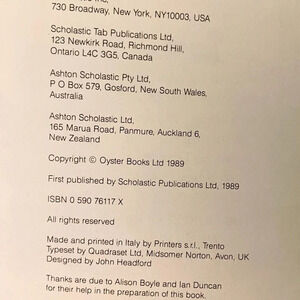 730 Broadway, New York, NY10003, USA
Scholastic Tab Publications Ltd,
123 Newkirk Road, Richmond Hill,
Ontario L4C 3G5, Canada
Ashton Scholastic Pty Ltd,
P O Box 579, Gosford, New South Wales,
Australia
Ashton Scholastic Ltd,
165 Marua Road, Panmure, Auckland 6,
New Zealand
Copyright © Oyster Books Ltd 1989
First published by Scholastic Publications Ltd, 1989
ISBN 0 590 76117 X
All rights reserved
Made and printed in Italy by Printers s.r.l., Trento
Typeset by Quadraset Ltd, Midsomer Norton, Avon, UK
Designed by John Headford
Thanks are due to Alison Boyle and Ian Duncan
for their help in the preparation of this book.